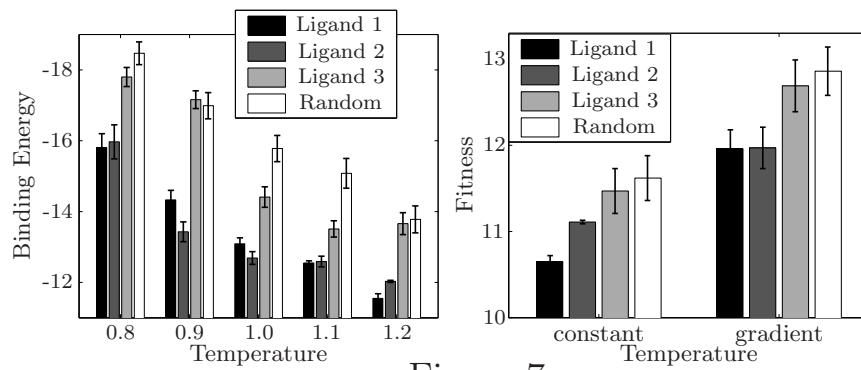 Ligand 1
Ligand 2
Ligand 3
Random
Binding Energy
-18
-16
-14
-12
0.8 0.9 1.0 1.1 1.2
Temperature
Ligand 1
Ligand 2
Ligand 3
Random
Fitness
13
12
11
10
constant gradient
Temperature